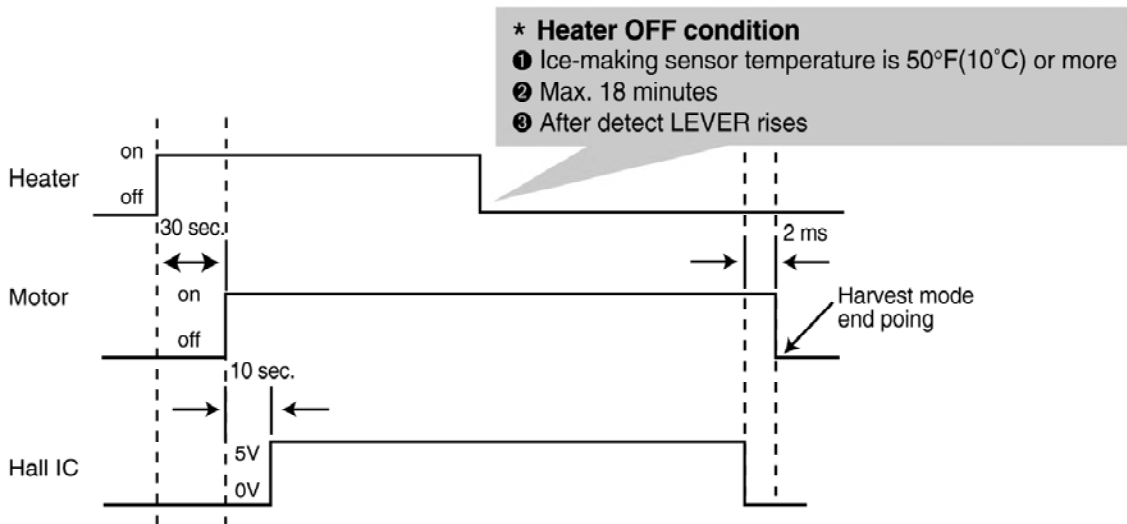 * Heater OFF condition
❶ Ice-making sensor temperature is 50°F(10˚C) or more
❷ Max. 18 minutes
❸ After detect LEVER rises
Heater
on
off
30 sec.
2 ms
Motor
on
off
Harvest mode
end poing
10 sec.
Hall IC
5V
0V